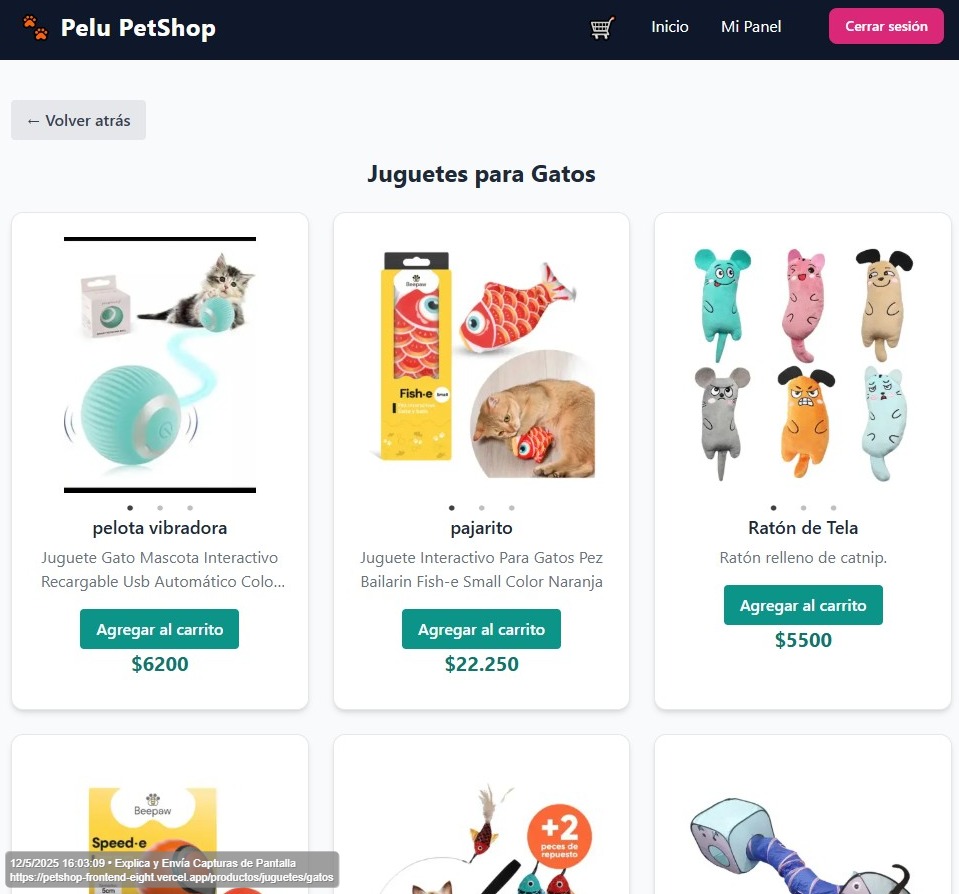 Pelu PetShop
Inicio
Mi Panel
Cerrar sesión
← Volver atrás
Juguetes para Gatos
Beepaw
Fish·e Small
pelota vibradora
Juguete Gato Mascota Interactivo
Recargable Usb Automático Colo...
Agregar al carrito
$6200
pajarito
Juguete Interactivo Para Gatos Pez
Bailarin Fish-e Small Color Naranja
Agregar al carrito
$22.250
Ratón de Tela
Ratón relleno de catnip.
Agregar al carrito
$5500
Beepaw
Speed·e
5cm
+2
peces de
repuesto
12/5/2025 16:03:09 • Explica y Envía Capturas de Pantalla
https://petshop-frontend-eight.vercel.app/productos/juguetes/gatos